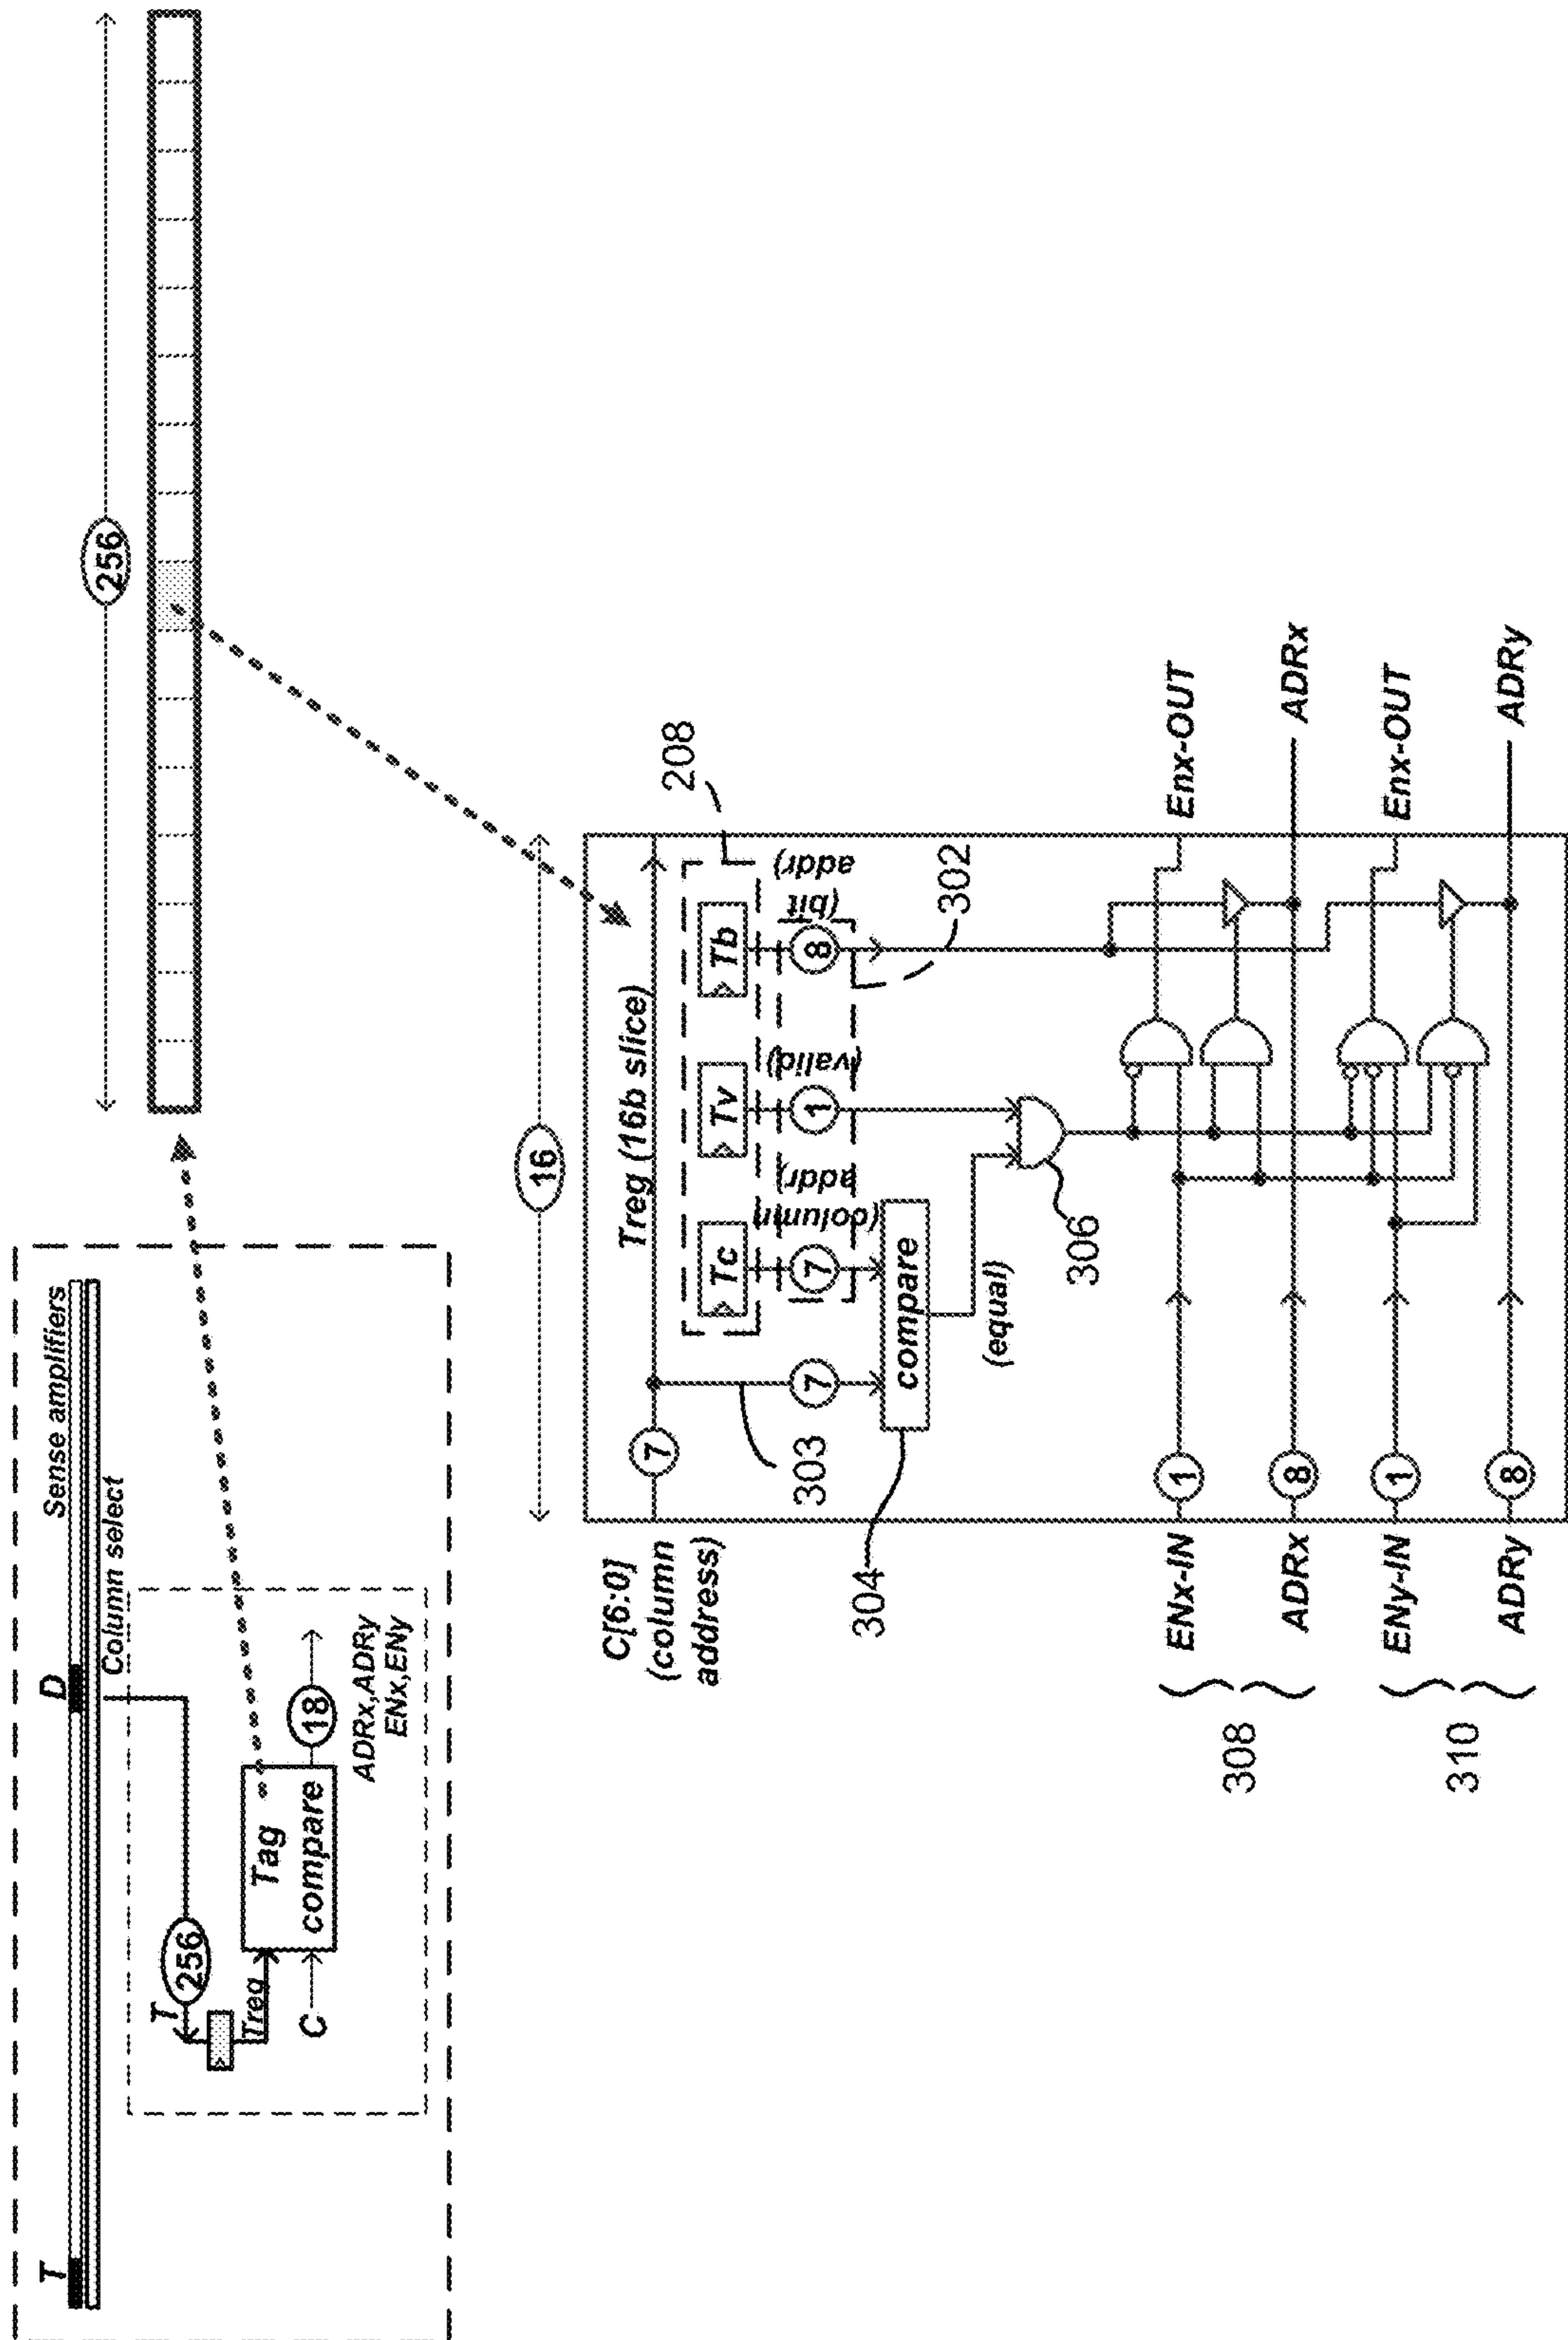 T
D
Sense amplifiers
Column select
T
256
Treg
C
Tag
compare
18
ADRx,ADRy
ENx,ENy
256
16
C[6:0]
(column
address)
7
Treg (16b slice)
208
Tc
Tv
Tb
303
7
7
(column
addr)
1
(valid)
8
(bit
addr)
302
304
compare
(equal)
306
308
ENx-IN
1
Enx-OUT
ADRx
8
ADRx
310
ENy-IN
1
Enx-OUT
ADRy
8
ADRy